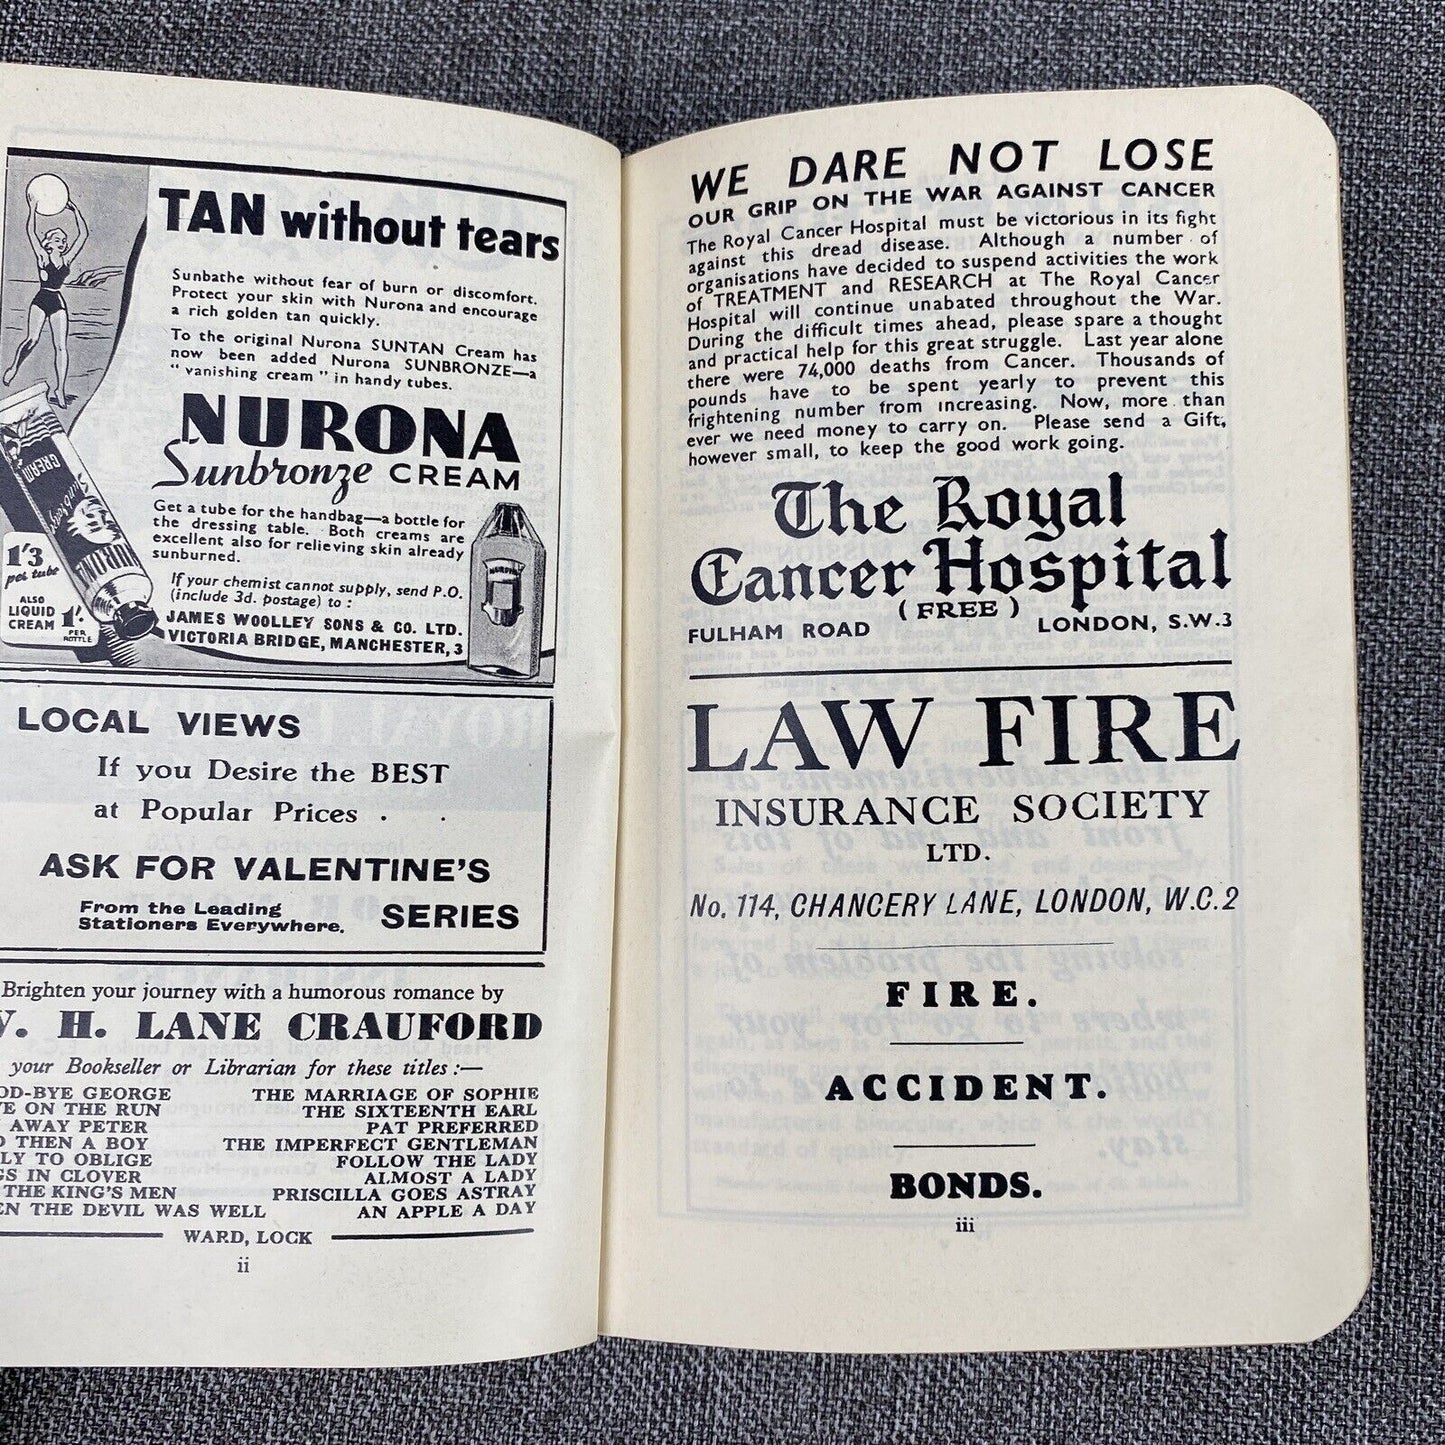 TAN without tears
Sunbathe without fear of burn or discomfort.
Protect your skin with Nurona and encourage
a rich golden tan quickly.
To the original Nurona SUNTAN Cream has
now been added Nurona SUNBRONZE—a
"vanishing cream" in handy tubes.
NURONA
Sunbronze CREAM
Get a tube for the handbag—a bottle for
the dressing table. Both creams are
excellent also for relieving skin already
sunburned.
If your chemist cannot supply, send P.O.
(include 3d. postage) to:
JAMES WOOLLEY SONS & CO. LTD.
VICTORIA BRIDGE, MANCHESTER, 3
CREAM
Sunbronze
NURONA
1'3
per tube
ALSO
LIQUID
CREAM 1'-
PER
BOTTLE
NURONA
LOCAL VIEWS
If you Desire the BEST
at Popular Prices . .
ASK FOR VALENTINE'S
From the Leading
Stationers Everywhere. SERIES
Brighten your journey with a humorous romance by
H. LANE CRAUFORD
your Bookseller or Librarian for these titles:—
GEORGE THE MARRIAGE OF SOPHIE
ON THE RUN THE SIXTEENTH EARL
AWAY PETER PAT PREFERRED
THEN A BOY THE IMPERFECT GENTLEMAN
TO OBLIGE FOLLOW THE LADY
IN CLOVER ALMOST A LADY
THE KING'S MEN PRISCILLA GOES ASTRAY
THE DEVIL WAS WELL AN APPLE A DAY
WARD, LOCK
ii
WE DARE NOT LOSE
OUR GRIP ON THE WAR AGAINST CANCER
The Royal Cancer Hospital must be victorious in its fight
against this dread disease. Although a number of
organisations have decided to suspend activities the work
of TREATMENT and RESEARCH at The Royal Cancer
Hospital will continue unabated throughout the War.
During the difficult times ahead, please spare a thought
and practical help for this great struggle. Last year alone
there were 74,000 deaths from Cancer. Thousands of
pounds have to be spent yearly to prevent this
frightening number from increasing. Now, more than
ever we need money to carry on. Please send a Gift,
however small, to keep the good work going.
The Royal
Cancer Hospital
(FREE)
FULHAM ROAD LONDON, S.W.3
LAW FIRE
INSURANCE SOCIETY
LTD.
No. 114, CHANCERY LANE, LONDON, W.C.2
FIRE.
ACCIDENT.
BONDS.
iii